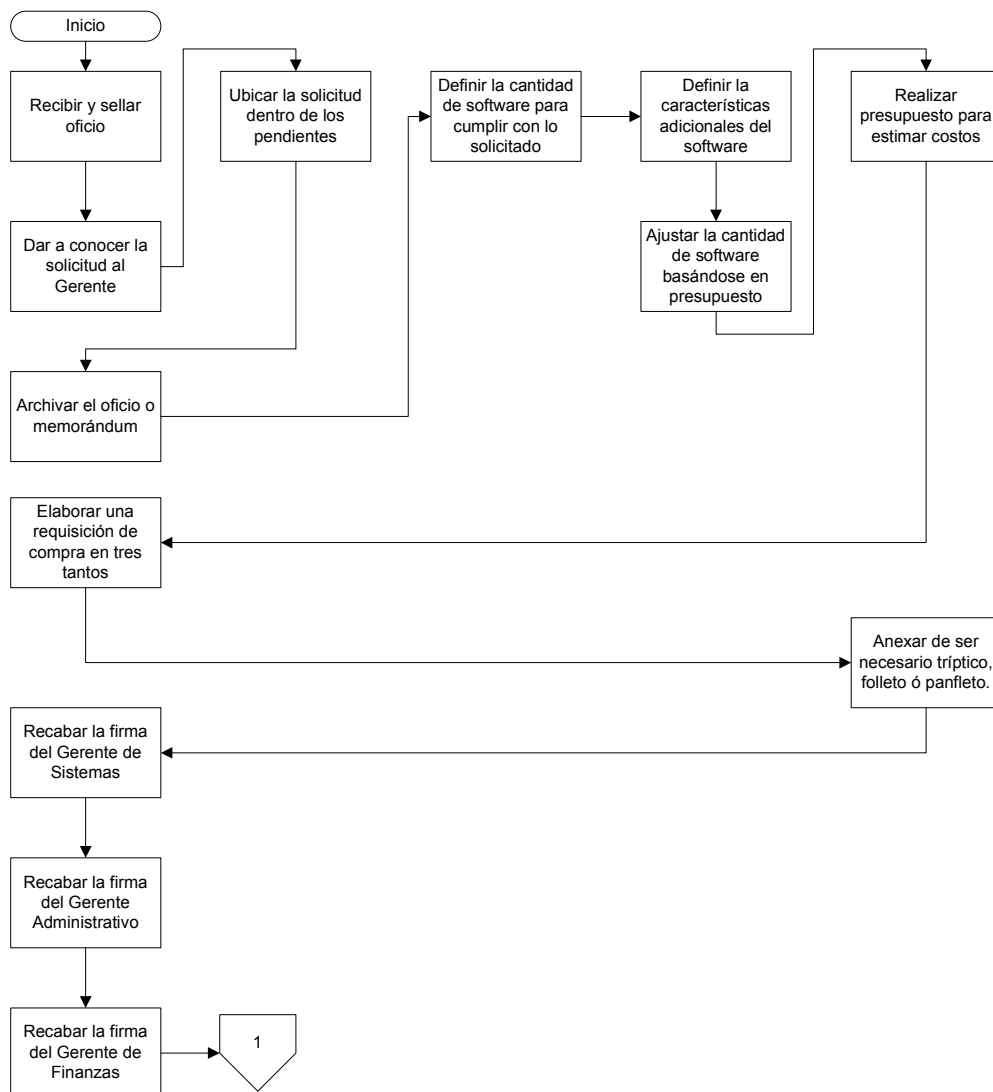 Inicio
Recibir y sellar
oficio
Dar a conocer la
solicitud al
Gerente
Ubicar la solicitud
dentro de los
pendientes
Archivar el oficio o
memorándum
Definir la cantidad
de software para
cumplir con lo
solicitado
Definir la
características
adicionales del
software
Ajustar la cantidad
de software
basándose en
presupuesto
Realizar
presupuesto para
estimar costos
Elaborar una
requisición de
compra en tres
tantos
Anexar de ser
necesario tríptico,
folleto ó panfleto.
Recabar la firma
del Gerente de
Sistemas
Recabar la firma
del Gerente
Administrativo
Recabar la firma
del Gerente de
Finanzas
1